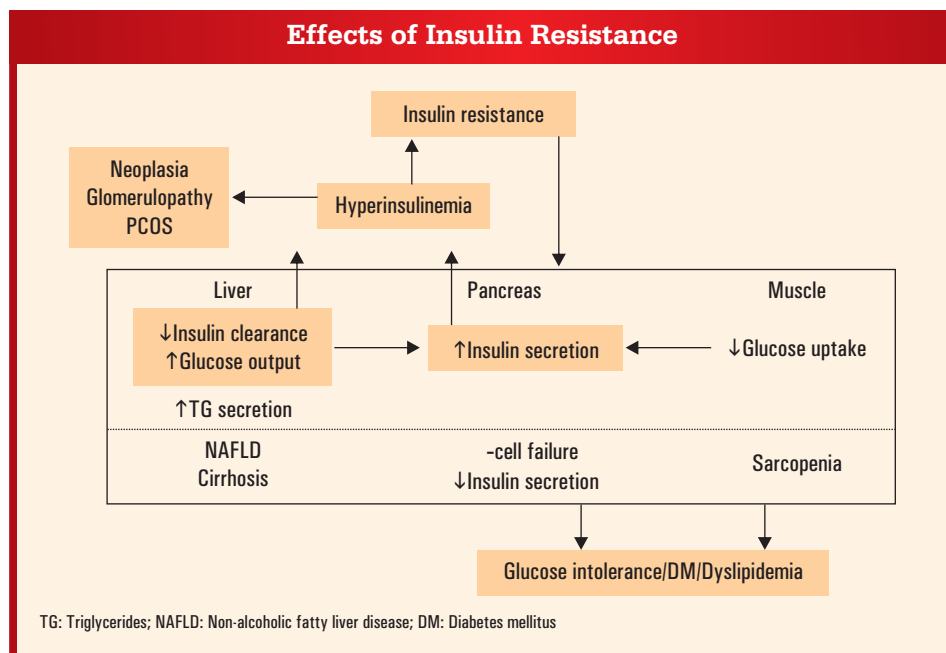 Effects of Insulin Resistance
Insulin resistance
Neoplasia
Glomerulopathy
PCOS
Hyperinsulinemia
Liver
Pancreas
Muscle
↓Insulin clearance
↑Glucose output
↑Insulin secretion
↓Glucose uptake
↑TG secretion
NAFLD
Cirrhosis
-cell failure
↓Insulin secretion
Sarcopenia
Glucose intolerance/DM/Dyslipidemia
TG: Triglycerides; NAFLD: Non-alcoholic fatty liver disease; DM: Diabetes mellitus